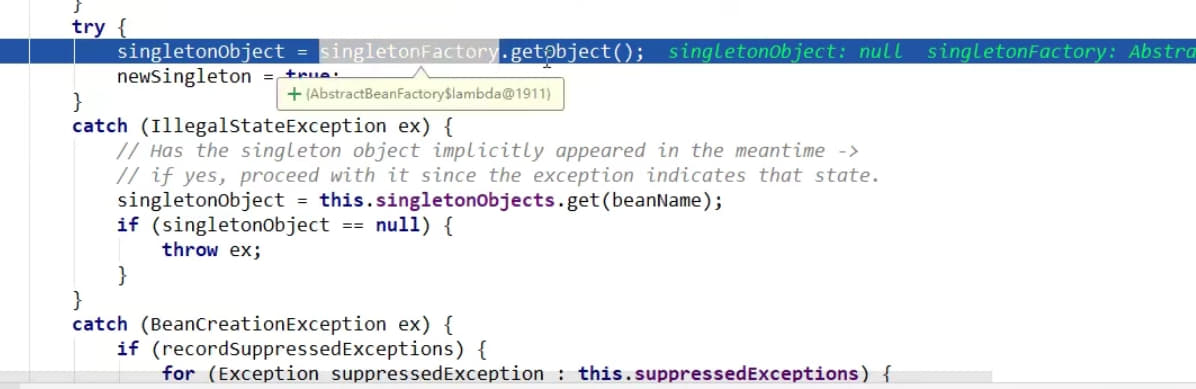 }
try {
singletonObject = singletonFactory.getObject(); singletonObject: null singletonFactory: Abstra
newSingleton = true;
+ (AbstractBeanFactory$lambda@1911)
}
catch (IllegalStateException ex) {
// Has the singleton object implicitly appeared in the meantime ->
// if yes, proceed with it since the exception indicates that state.
singletonObject = this.singletonObjects.get(beanName);
if (singletonObject == null) {
throw ex;
}
}
catch (BeanCreationException ex) {
if (recordSuppressedExceptions) {
for (Exception suppressedException : this.suppressedExceptions) {